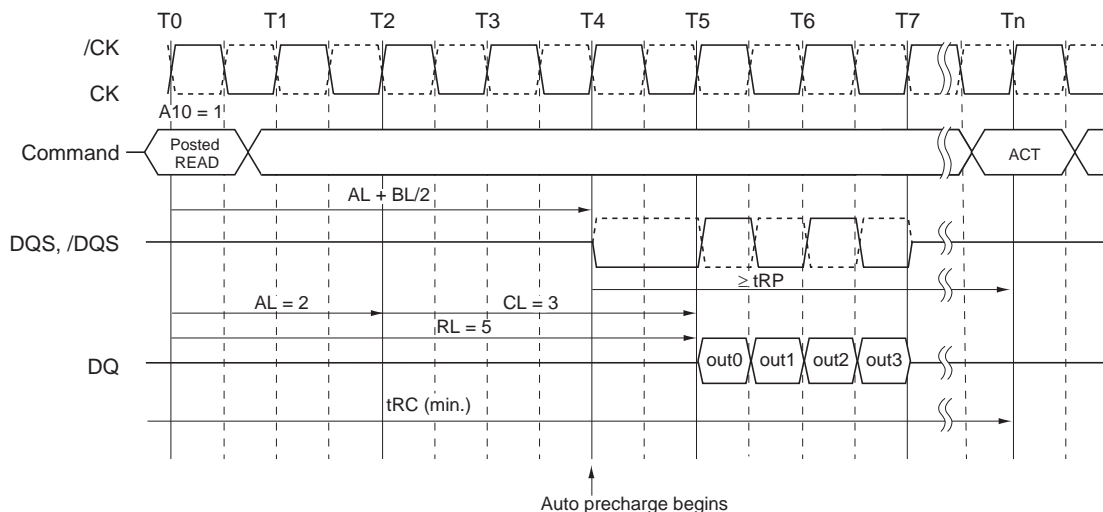 T0 T1 T2 T3 T4 T5 T6 T7 Tn
/CK
CK
A10 = 1
Command
Posted
READ
ACT
AL + BL/2
DQS, /DQS
≥ tRP
AL = 2
CL = 3
RL = 5
DQ
out0 out1 out2 out3
tRC (min.)
Auto precharge begins